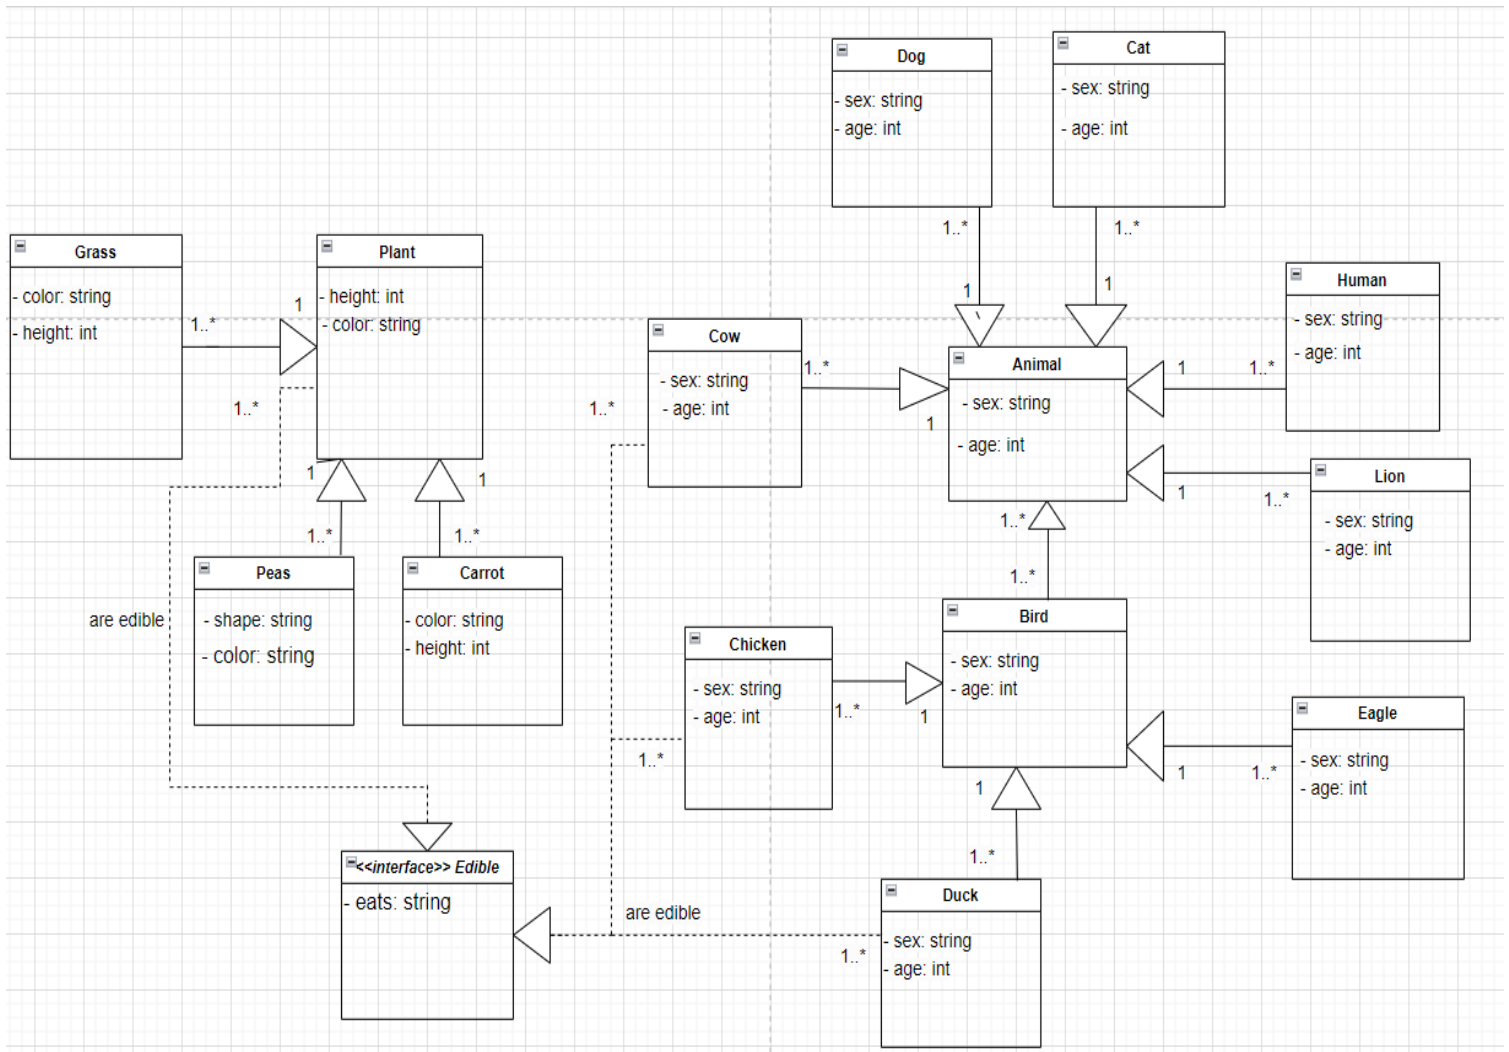 Dog
- sex: string
- age: int
Cat
- sex: string
- age: int
1..*
1
1..*
1
Grass
- color: string
- height: int
1..*
1
Plant
- height: int
- color: string
1..*
Cow
- sex: string
- age: int
1..*
1
1..*
Animal
- sex: string
- age: int
Human
- sex: string
- age: int
1
1..*
Lion
- sex: string
- age: int
1
1..*
1
1..*
1
1..*
1..*
1..*
Peas
- shape: string
- color: string
Carrot
- color: string
- height: int
are edible
Chicken
- sex: string
- age: int
1..*
1
1..*
Bird
- sex: string
- age: int
Eagle
- sex: string
- age: int
1
1..*
1
1..*
<<interface>> Edible
- eats: string
are edible
1..*
Duck
- sex: string
- age: int